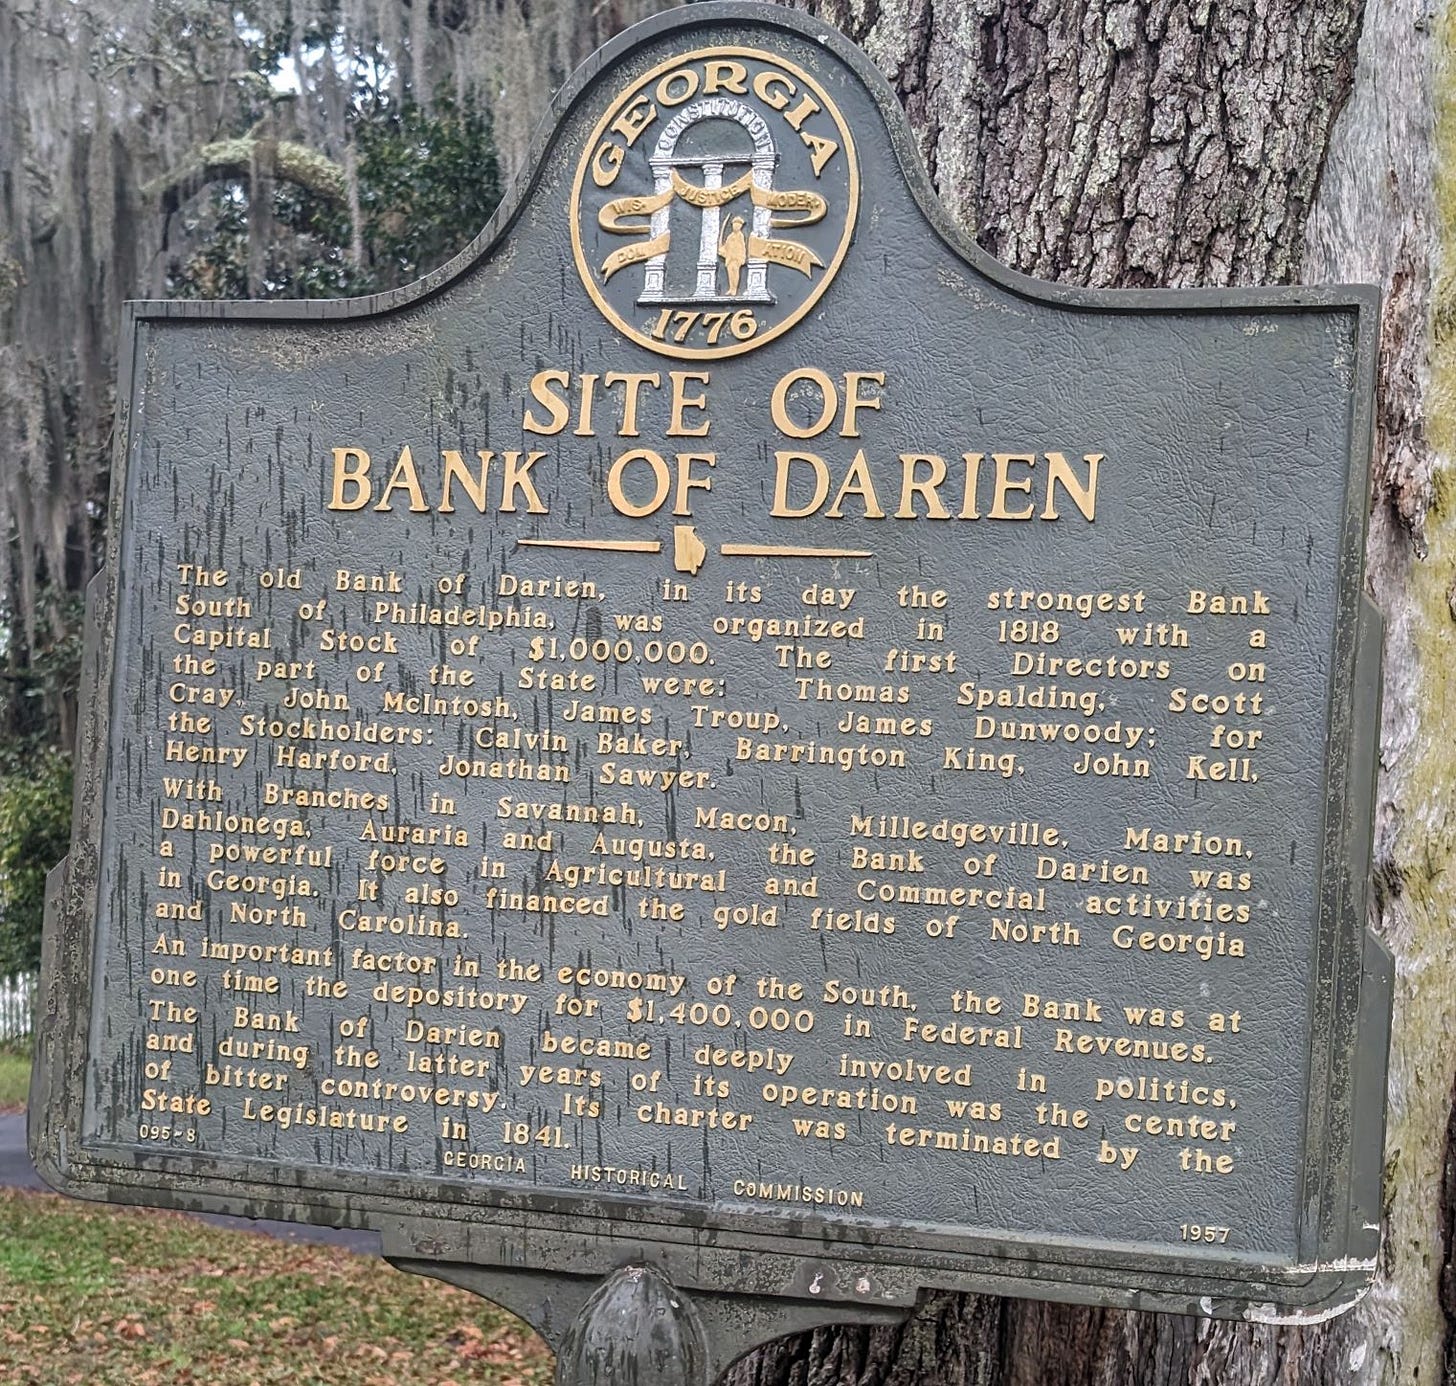 GEORGIA
CONSTITUTION
WIS- JUSTICE MODER-
DOM ATION
1776
SITE OF
BANK OF DARIEN
The old Bank of Darien, in its day the strongest Bank
South of Philadelphia, was organized in 1818 with a
Capital Stock of $1,000,000. The first Directors on
the part of the State were: Thomas Spalding, Scott
Cray, John McIntosh, James Troup, James Dunwoody; for
the Stockholders: Calvin Baker, Barrington King, John Kell,
Henry Harford, Jonathan Sawyer.
With Branches in Savannah, Macon, Milledgeville, Marion,
Dahlonega, Auraria and Augusta, the Bank of Darien was
a powerful force in Agricultural and Commercial activities
in Georgia. It also financed the gold fields of North Georgia
and North Carolina.
An important factor in the economy of the South, the Bank was at
one time the depository for $1,400,000 in Federal Revenues.
The Bank of Darien became deeply involved in politics,
and during the latter years of its operation was the center
of bitter controversy. Its charter was terminated by the
State Legislature in 1841.
095-8
GEORGIA HISTORICAL COMMISSION
1957